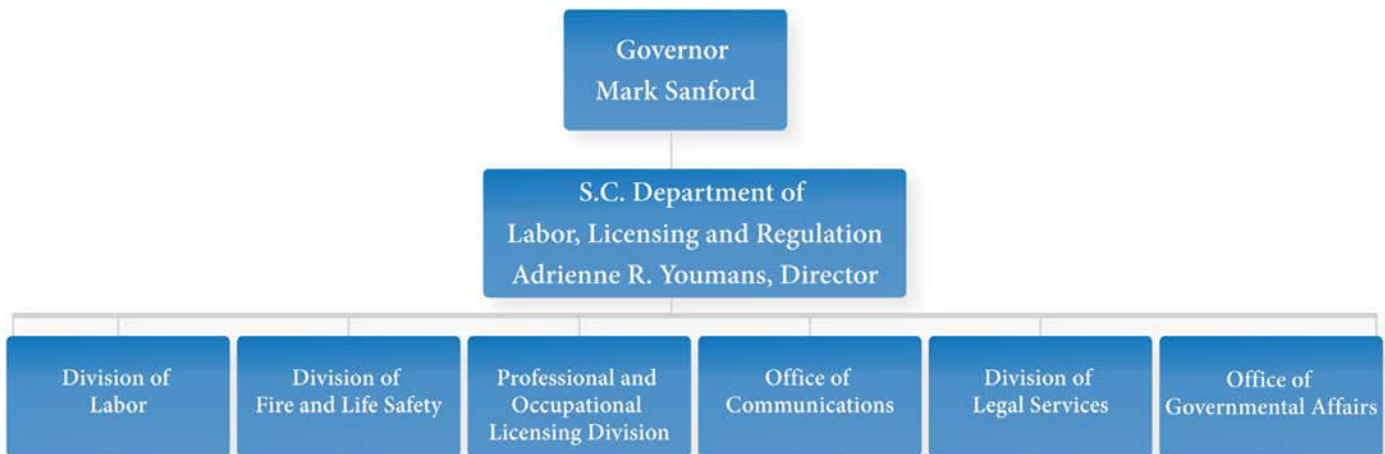 Governor
Mark Sanford
S.C. Department of
Labor, Licensing and Regulation
Adrienne R. Youmans, Director
Division of
Labor
Division of
Fire and Life Safety
Professional and
Occupational
Licensing Division
Office of
Communications
Division of
Legal Services
Office of
Governmental Affairs